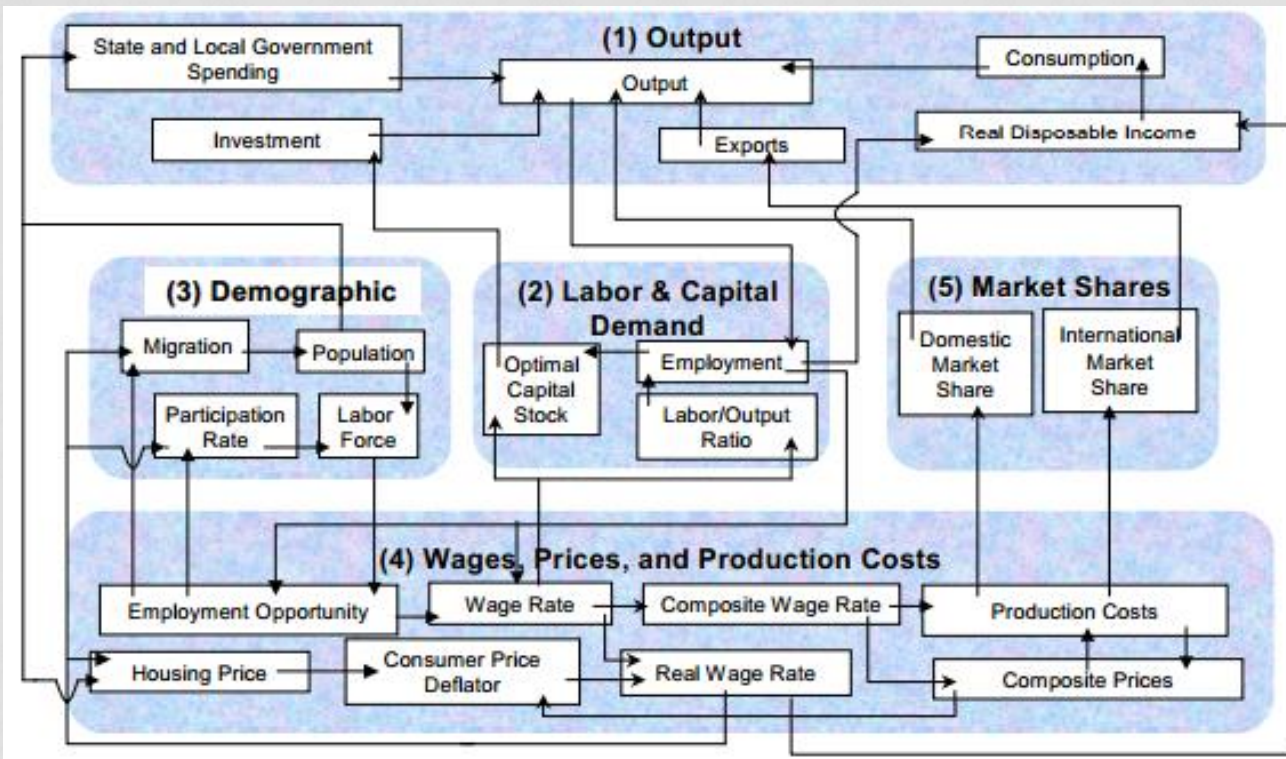 (1) Output
State and Local Government
Spending
Output
Consumption
Investment
Exports
Real Disposable Income
(3) Demographic
Migration
Population
Participation
Rate
Labor
Force
(2) Labor & Capital
Demand
Optimal
Capital
Stock
Employment
Labor/Output
Ratio
(5) Market Shares
Domestic
Market
Share
International
Market
Share
(4) Wages, Prices, and Production Costs
Employment Opportunity
Wage Rate
Composite Wage Rate
Production Costs
Housing Price
Consumer Price
Deflator
Real Wage Rate
Composite Prices